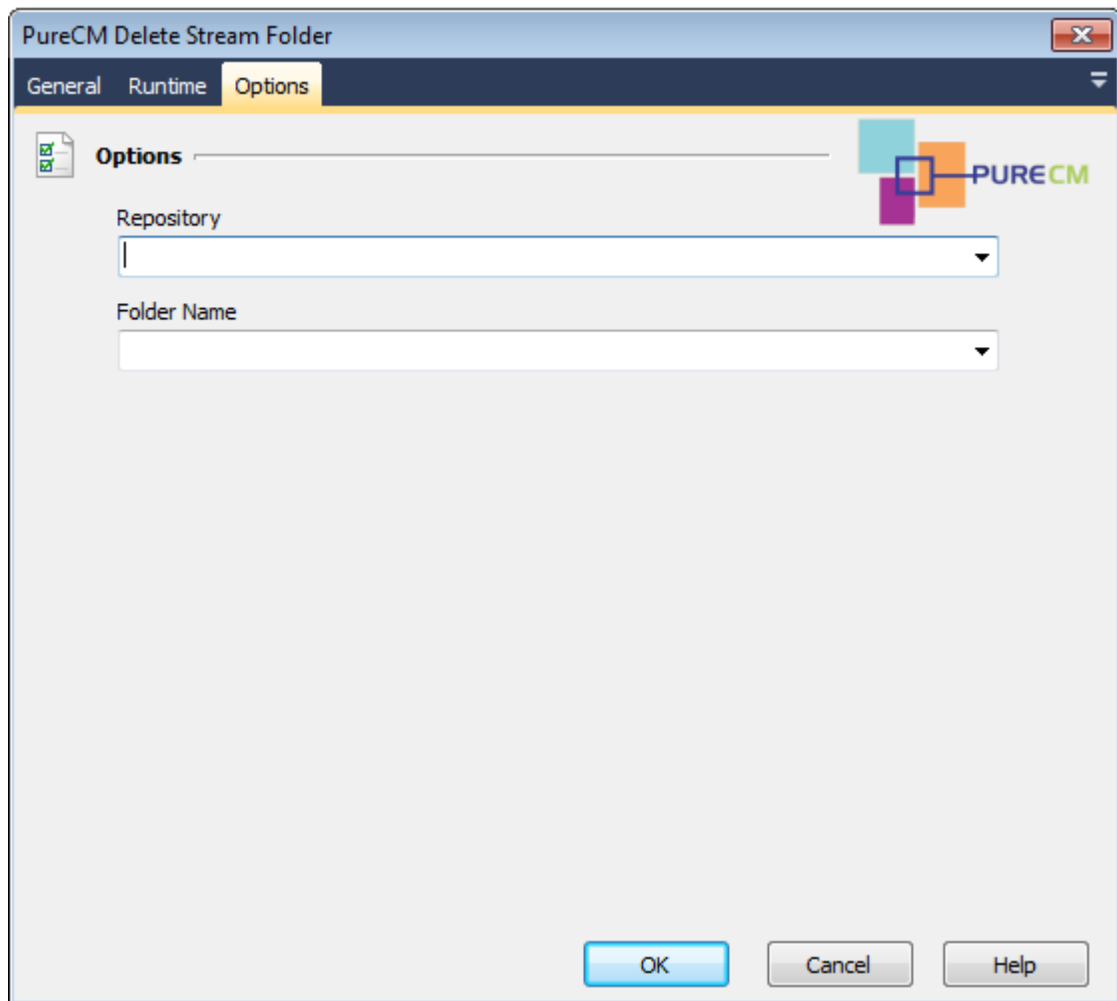 PureCM Delete Stream Folder
General Runtime Options
Options
PURECM
Repository
Folder Name
OK Cancel Help